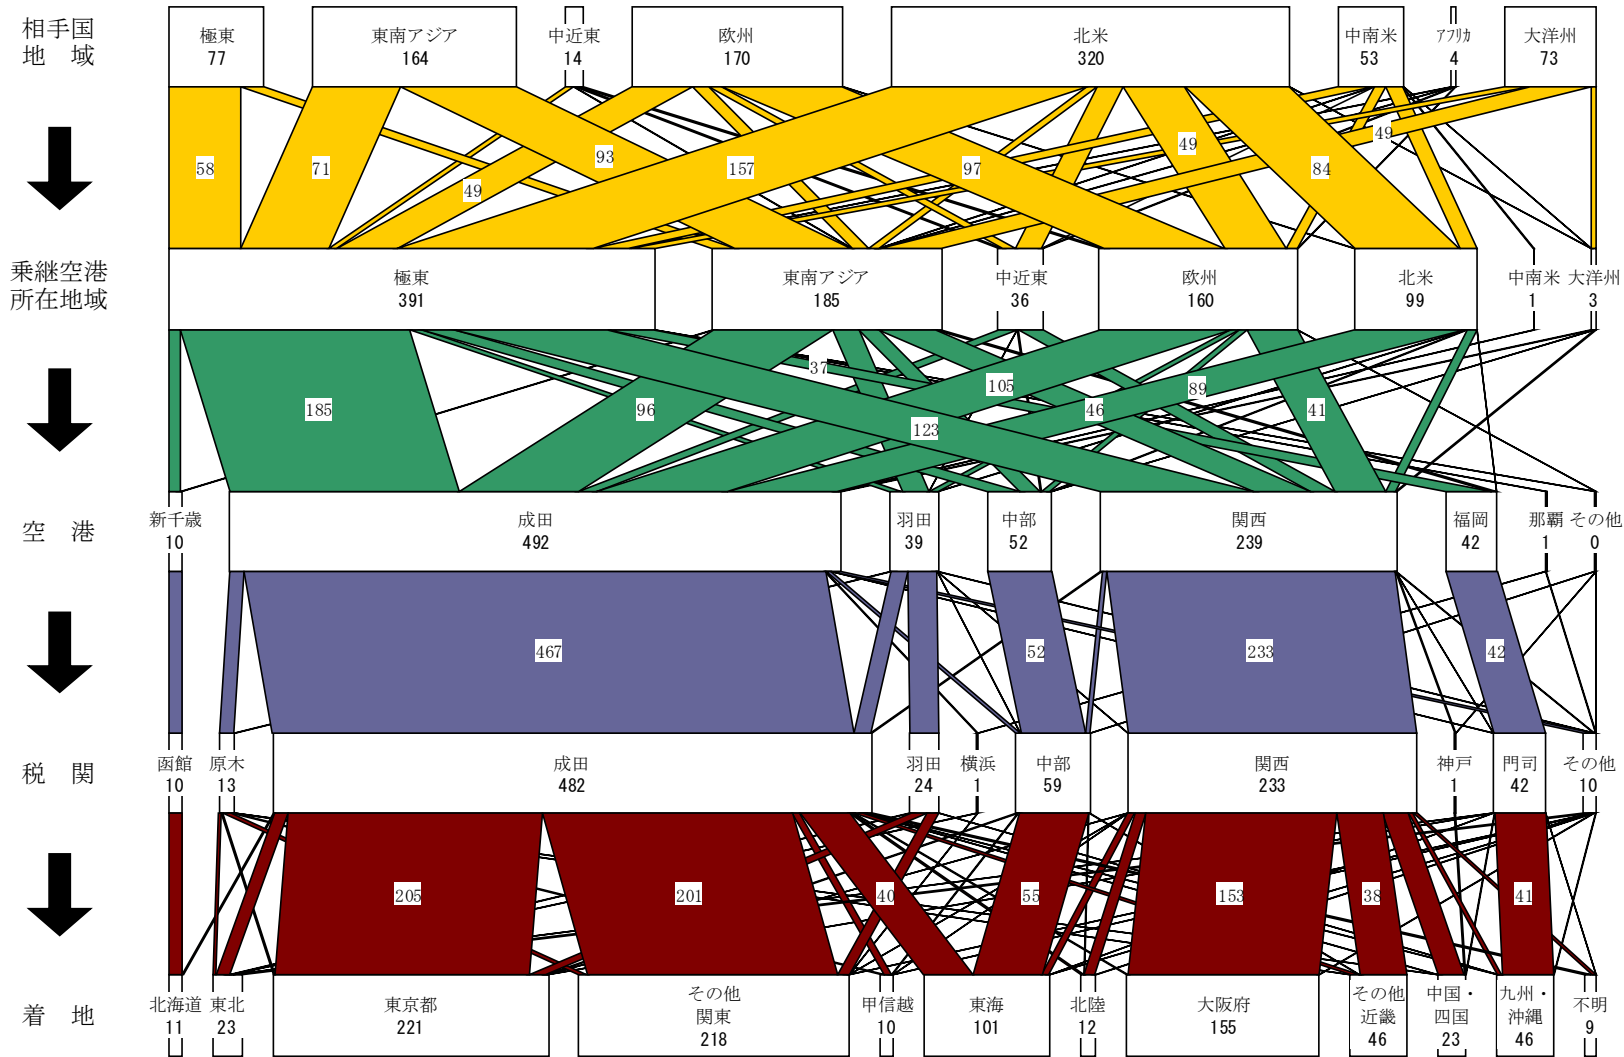 相手国
地　域
極東
77
東南アジア
164
中近東
14
欧州
170
北米
320
中南米
53
アフリカ
4
大洋州
73
58
71
49
93
157
97
49
84
49
乗継空港
所在地域
極東
391
東南アジア
185
中近東
36
欧州
160
北米
99
中南米
1
大洋州
3
185
96
37
123
105
46
89
41
空　港
新千歳
10
成田
492
羽田
39
中部
52
関西
239
福岡
42
那覇
1
その他
0
467
52
233
42
税　関
函館
10
原木
13
成田
482
羽田
24
横浜
1
中部
59
関西
233
神戸
1
門司
42
その他
10
205
201
40
55
153
38
41
着　地
北海道
11
東北
23
東京都
221
その他
関東
218
甲信越
10
東海
101
北陸
12
大阪府
155
その他
近畿
46
中国・
四国
23
九州・
沖縄
46
不明
9